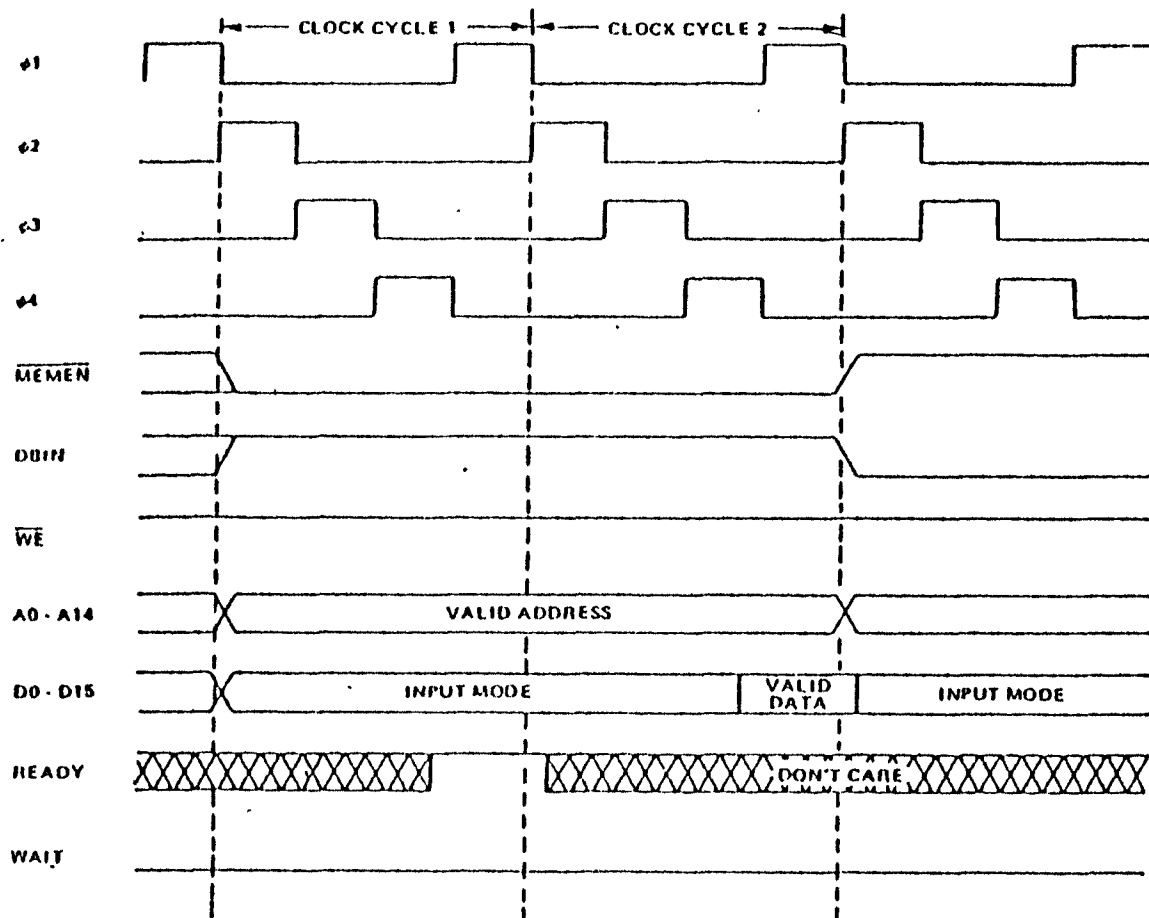 CLOCK CYCLE 1
CLOCK CYCLE 2
φ1
φ2
φ3
φ4
MEMEN
DBIN
WE
A0 - A14
VALID ADDRESS
D0 - D15
INPUT MODE
VALID
DATA
INPUT MODE
READY
DON'T CARE
WAIT